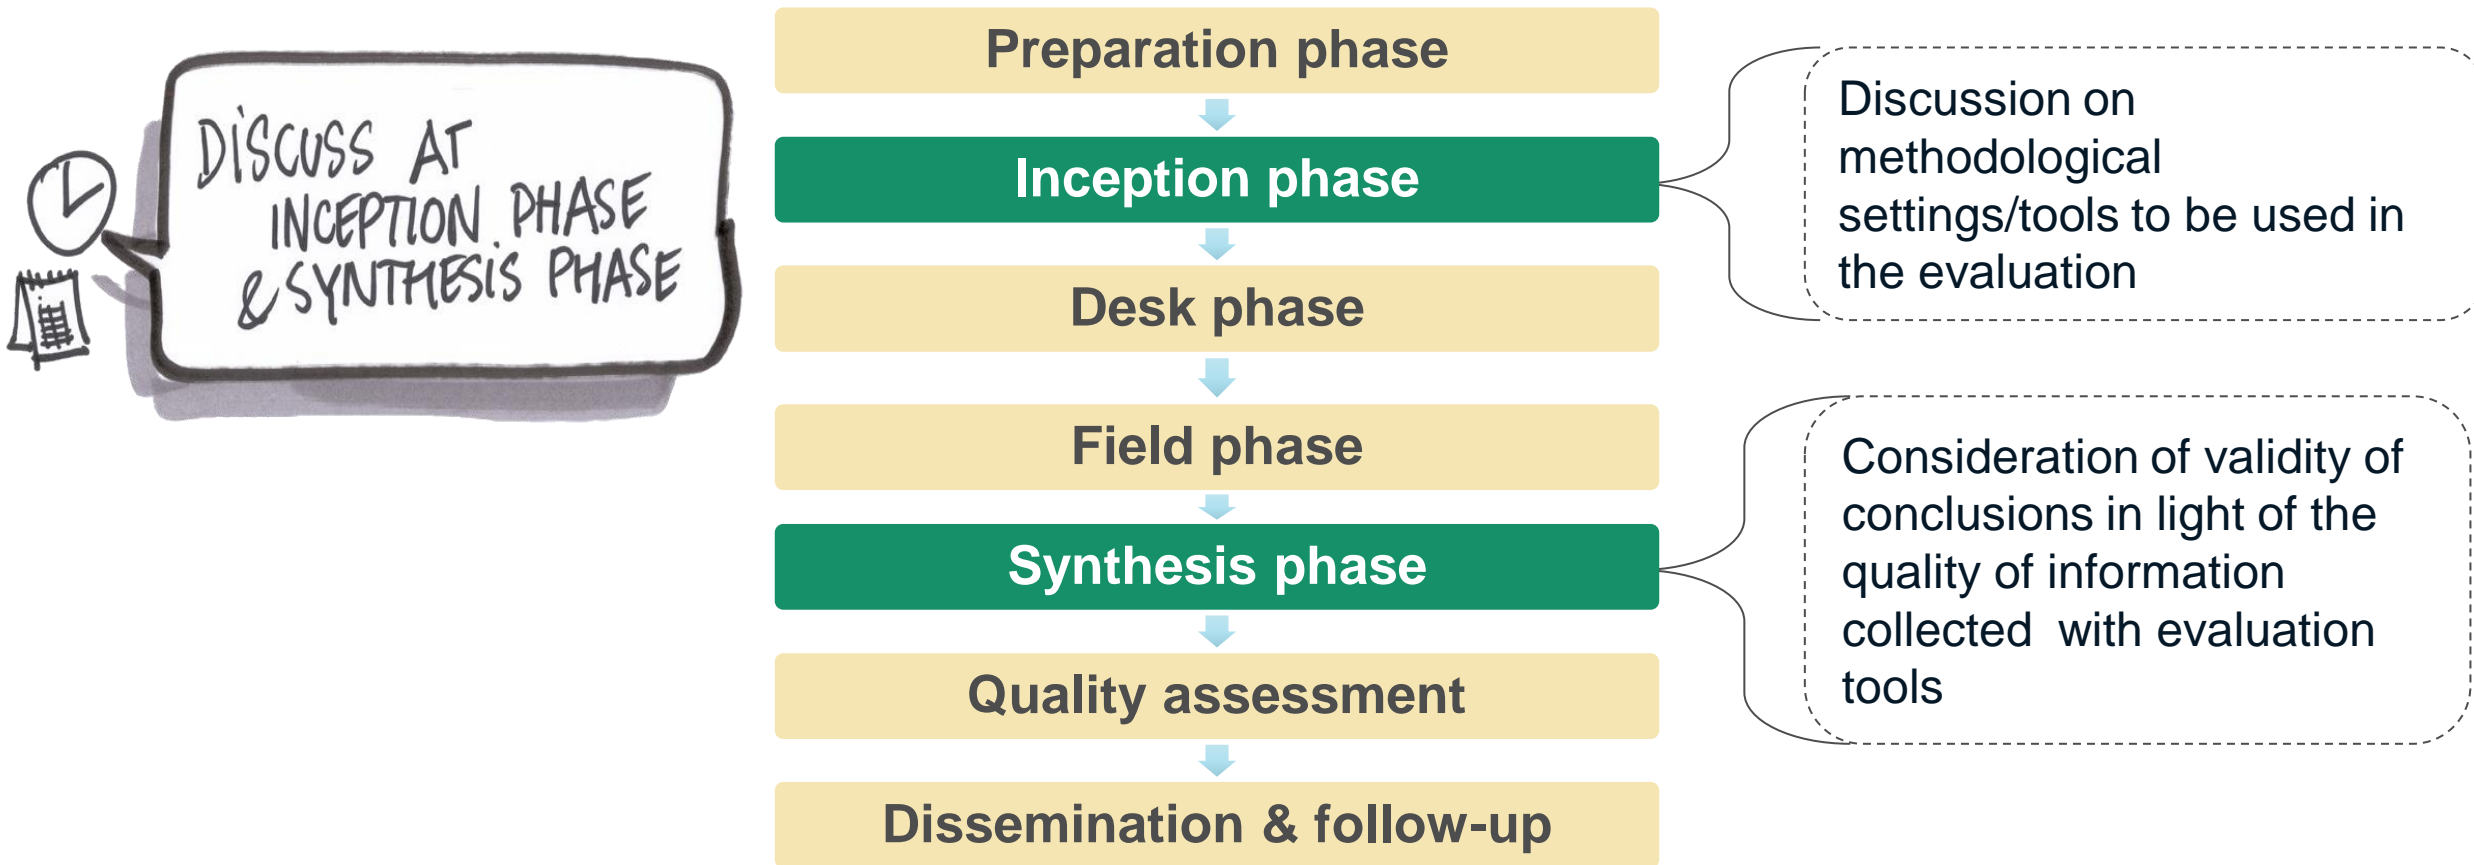 DISCUSS AT
INCEPTION PHASE
& SYNTHESIS PHASE
Preparation phase
Inception phase
Desk phase
Field phase
Synthesis phase
Quality assessment
Dissemination & follow-up
Discussion on
methodological
settings/tools to be used in
the evaluation
Consideration of validity of
conclusions in light of the
quality of information
collected with evaluation
tools